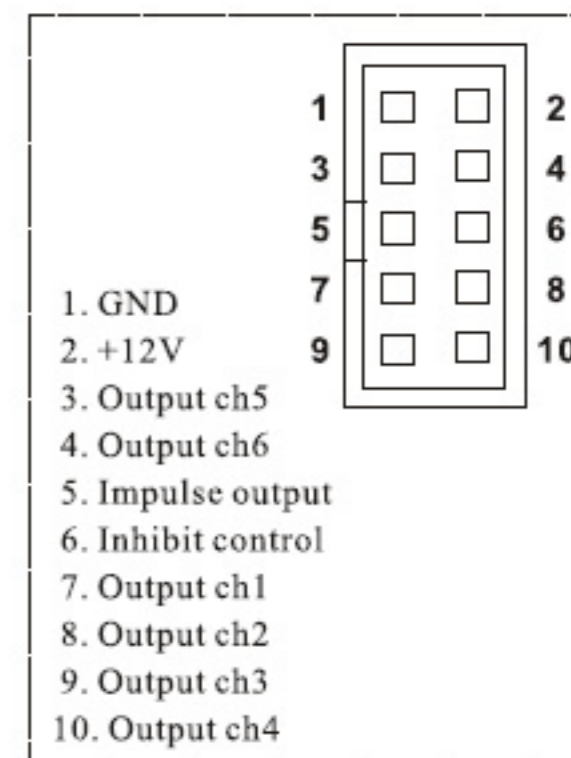 1 2
3 4
5 6
7 8
9 10
1. GND
2. +12V
3. Output ch5
4. Output ch6
5. Impulse output
6. Inhibit control
7. Output ch1
8. Output ch2
9. Output ch3
10. Output ch4